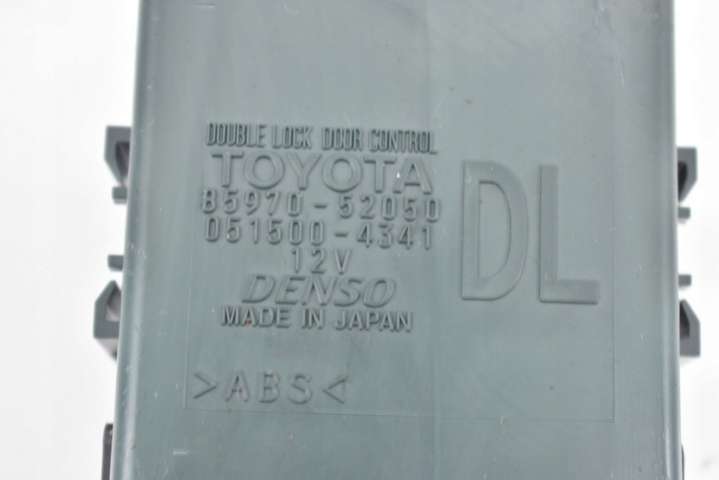 DOUBLE LOCK DOOR CONTROL
TOYOTA
85970-52050
051500-4341
12V
DENSO
MADE IN JAPAN
DL
>ABS<